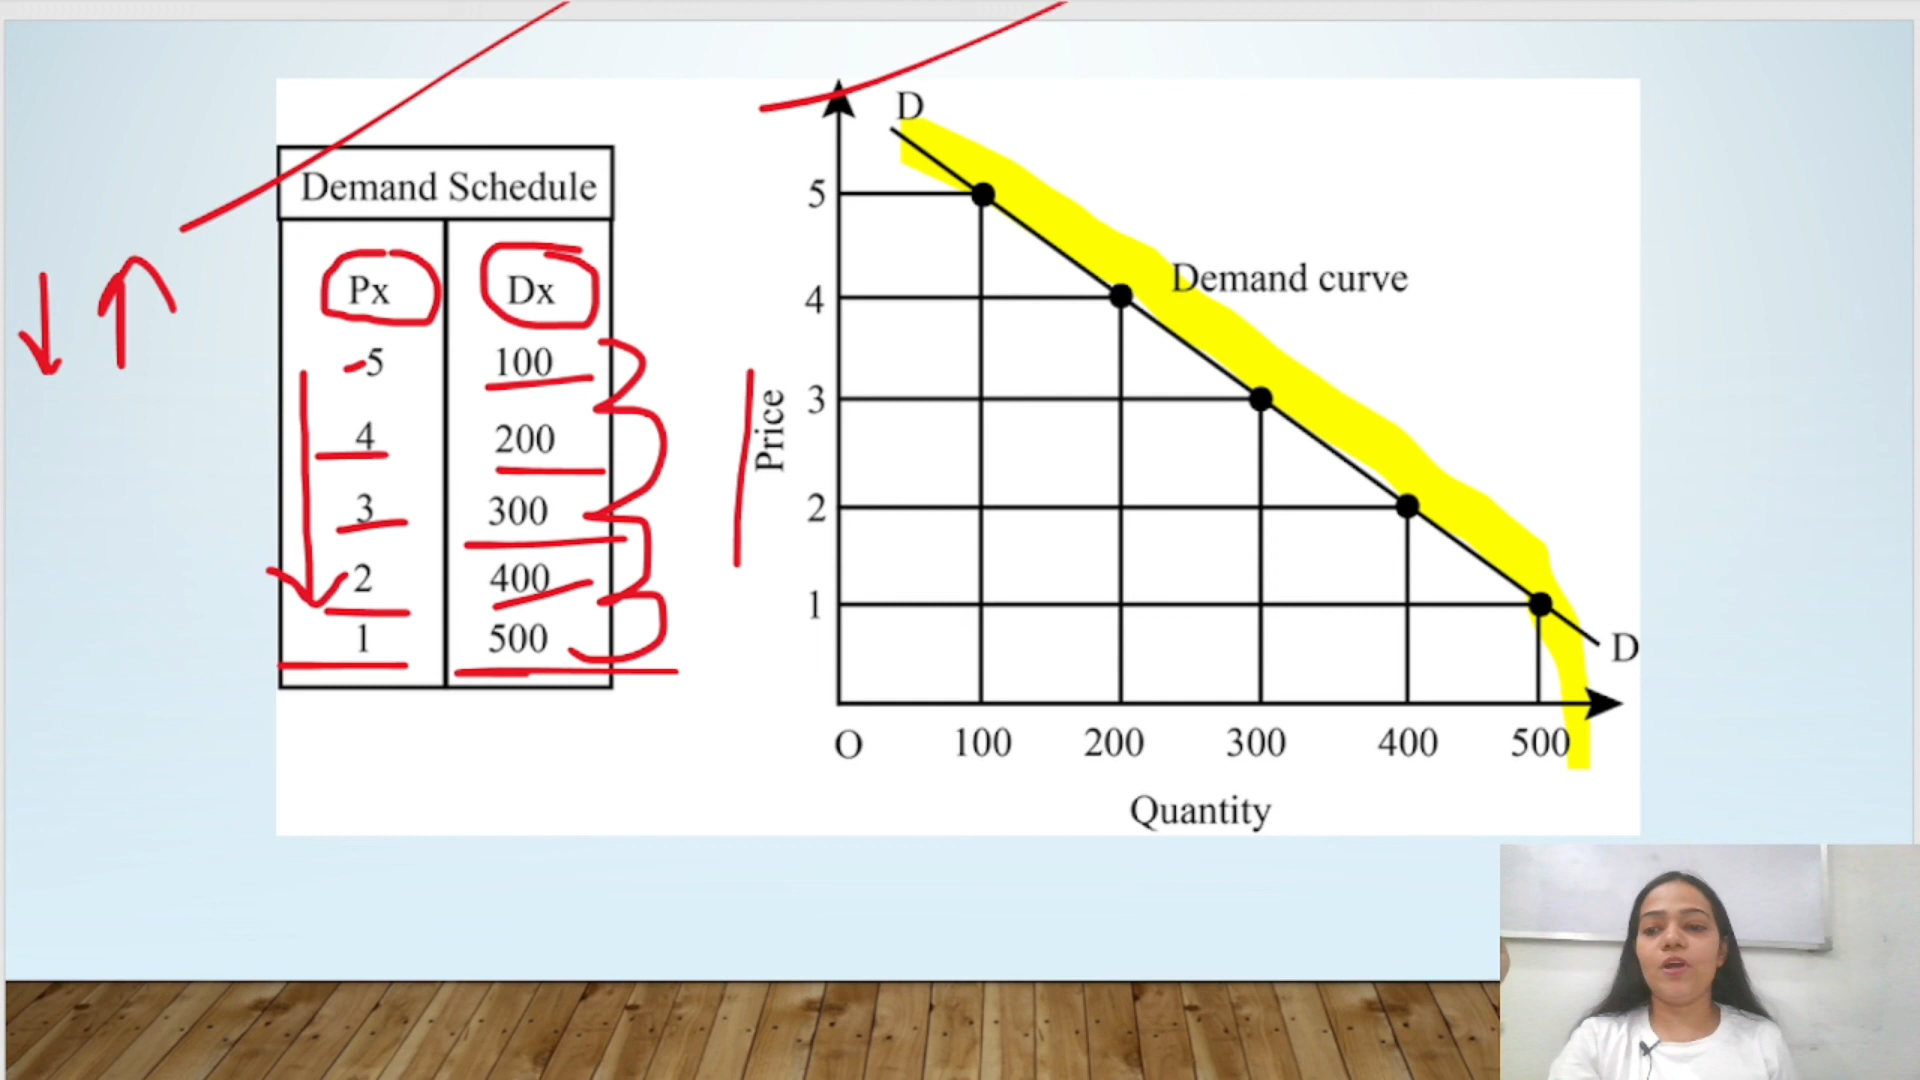 Demand Schedule
Px Dx
5 100
4 200
3 300
2 400
1 500
D
5
4
3
2
1
Price
Demand curve
D
O 100 200 300 400 500
Quantity